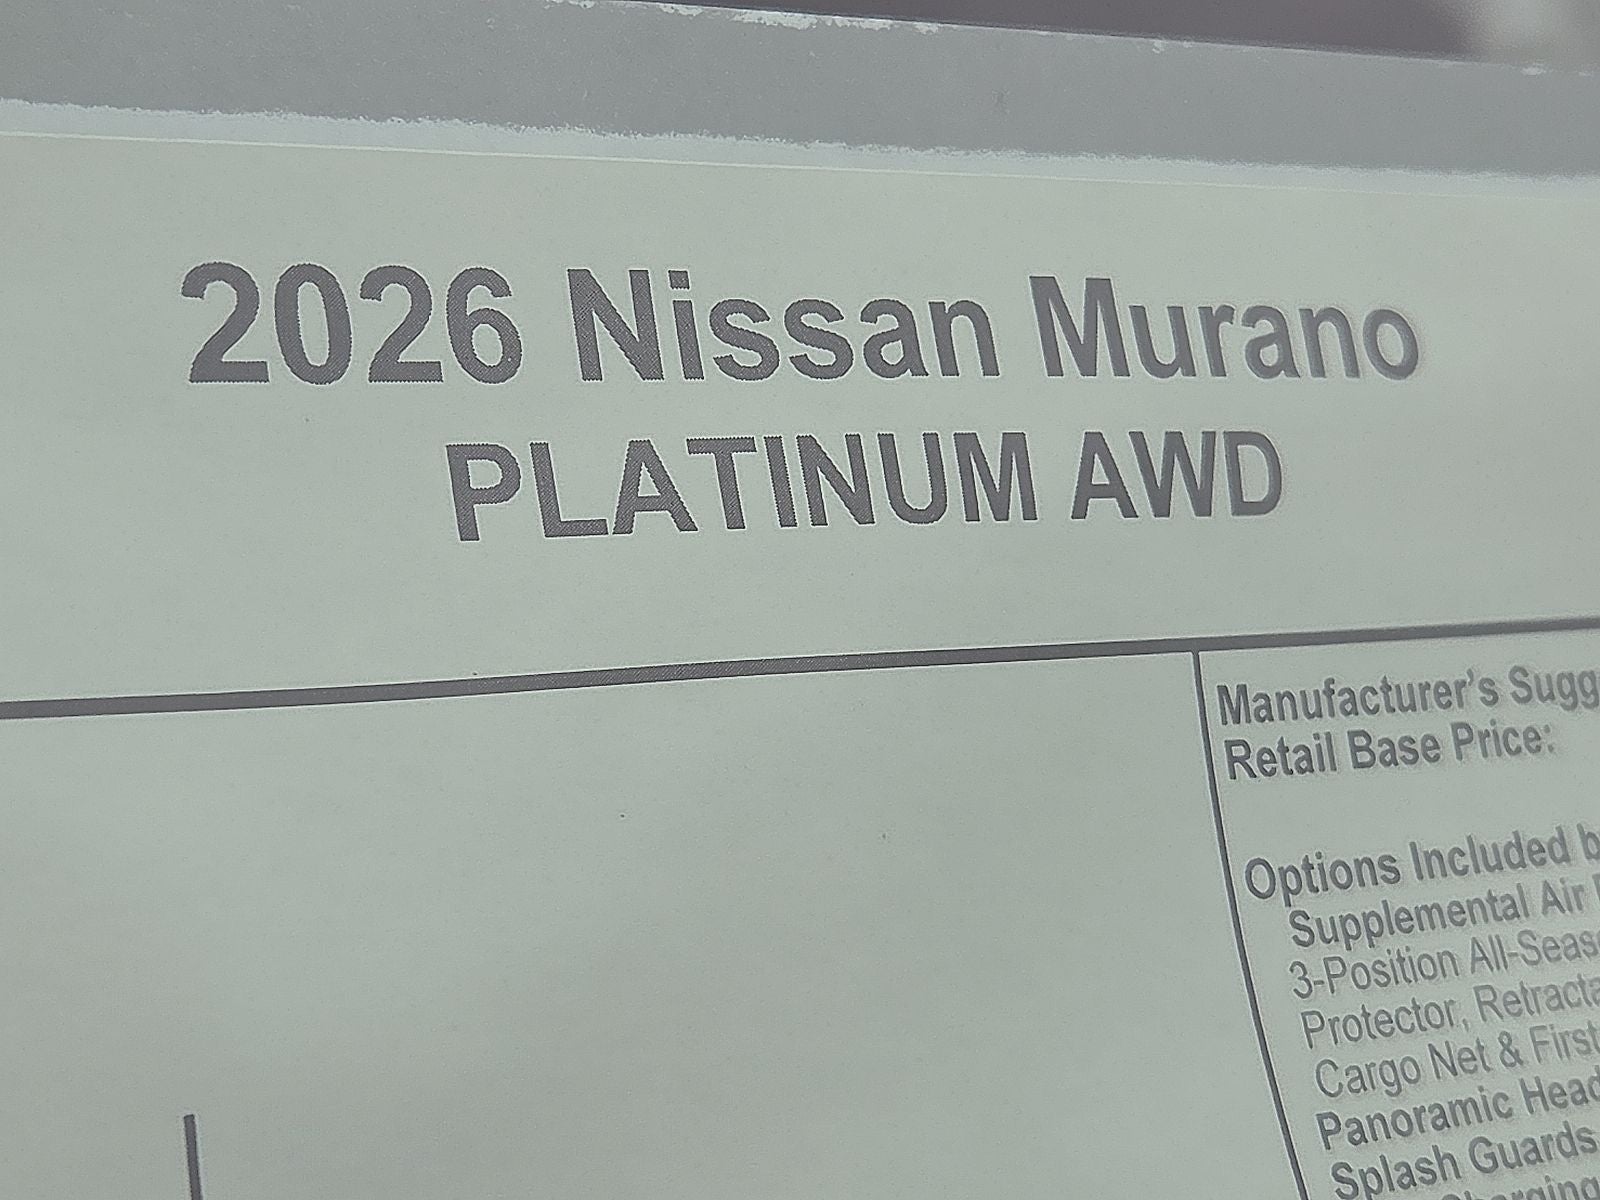 2026 Nissan Murano
PLATINUM AWD
Manufacturer's Sugg
Retail Base Price:
Options Included b
Supplemental Air
3-Position All-Seas
Protector, Retracta
Cargo Net & First
Panoramic Head
Splash Guards